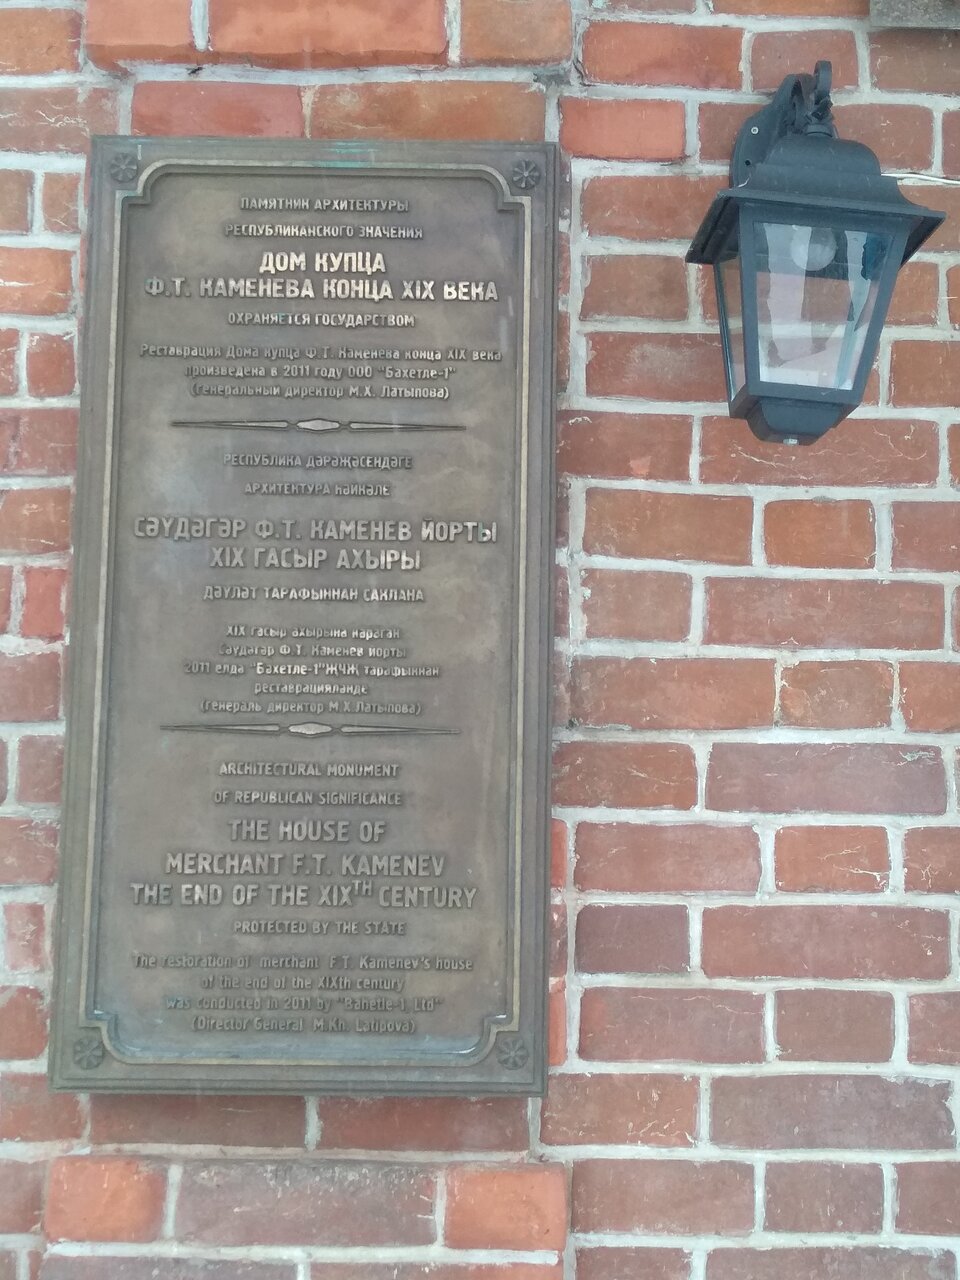 ПАМЯТНИК АРХИТЕКТУРЫ
РЕСПУБЛИКАНСКОГО ЗНАЧЕНИЯ
ДОМ КУПЦА
Ф.Т. КАМЕНЕВА КОНЦА XIX ВЕКА
ОХРАНЯЕТСЯ ГОСУДАРСТВОМ
Реставрация Дома купца Ф.Т. Каменева конца XIX века
произведена в 2011 году ООО "Бахетле-1"
(генеральный директор М.Х. Латыпова)
РЕСПУБЛИКА ДӘРӘҖӘСЕНДӘГЕ
АРХИТЕКТУРА ҺӘЙКӘЛЕ
СӘҮДӘГӘР Ф.Т. КАМЕНЕВ ЙОРТЫ
XIX ГАСЫР АХЫРЫ
ДӘҮЛӘТ ТАРАФЫННАН САКЛАНА
XIX гасыр ахырына караган
сәүдәгәр Ф.Т. Каменев йорты
2011 елда "Бәхетле-1" ҖЧҖ тарафыннан
реставрацияләнде
(генераль директор М.Х.Латыпова)
ARCHITECTURAL MONUMENT
OF REPUBLICAN SIGNIFICANCE
THE HOUSE OF
MERCHANT F.T. KAMENEV
THE END OF THE XIXTH CENTURY
PROTECTED BY THE STATE
The restoration of merchant F.T. Kamenev's house
of the end of the XIXth century
was conducted in 2011 by "Bahetle-1, Ltd"
(Director General M.Kh. Latipova)